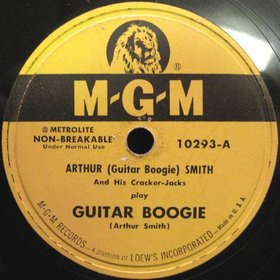 M-G-M
® METROLITE
NON-BREAKABLE
Under Normal Use
10293-A
ARTHUR (Guitar Boogie) SMITH
And His Cracker-Jacks
play
GUITAR BOOGIE
(Arthur Smith)
M-G-M RECORDS — A DIVISION OF LOEW'S INCORPORATED — Made in U. S. A.